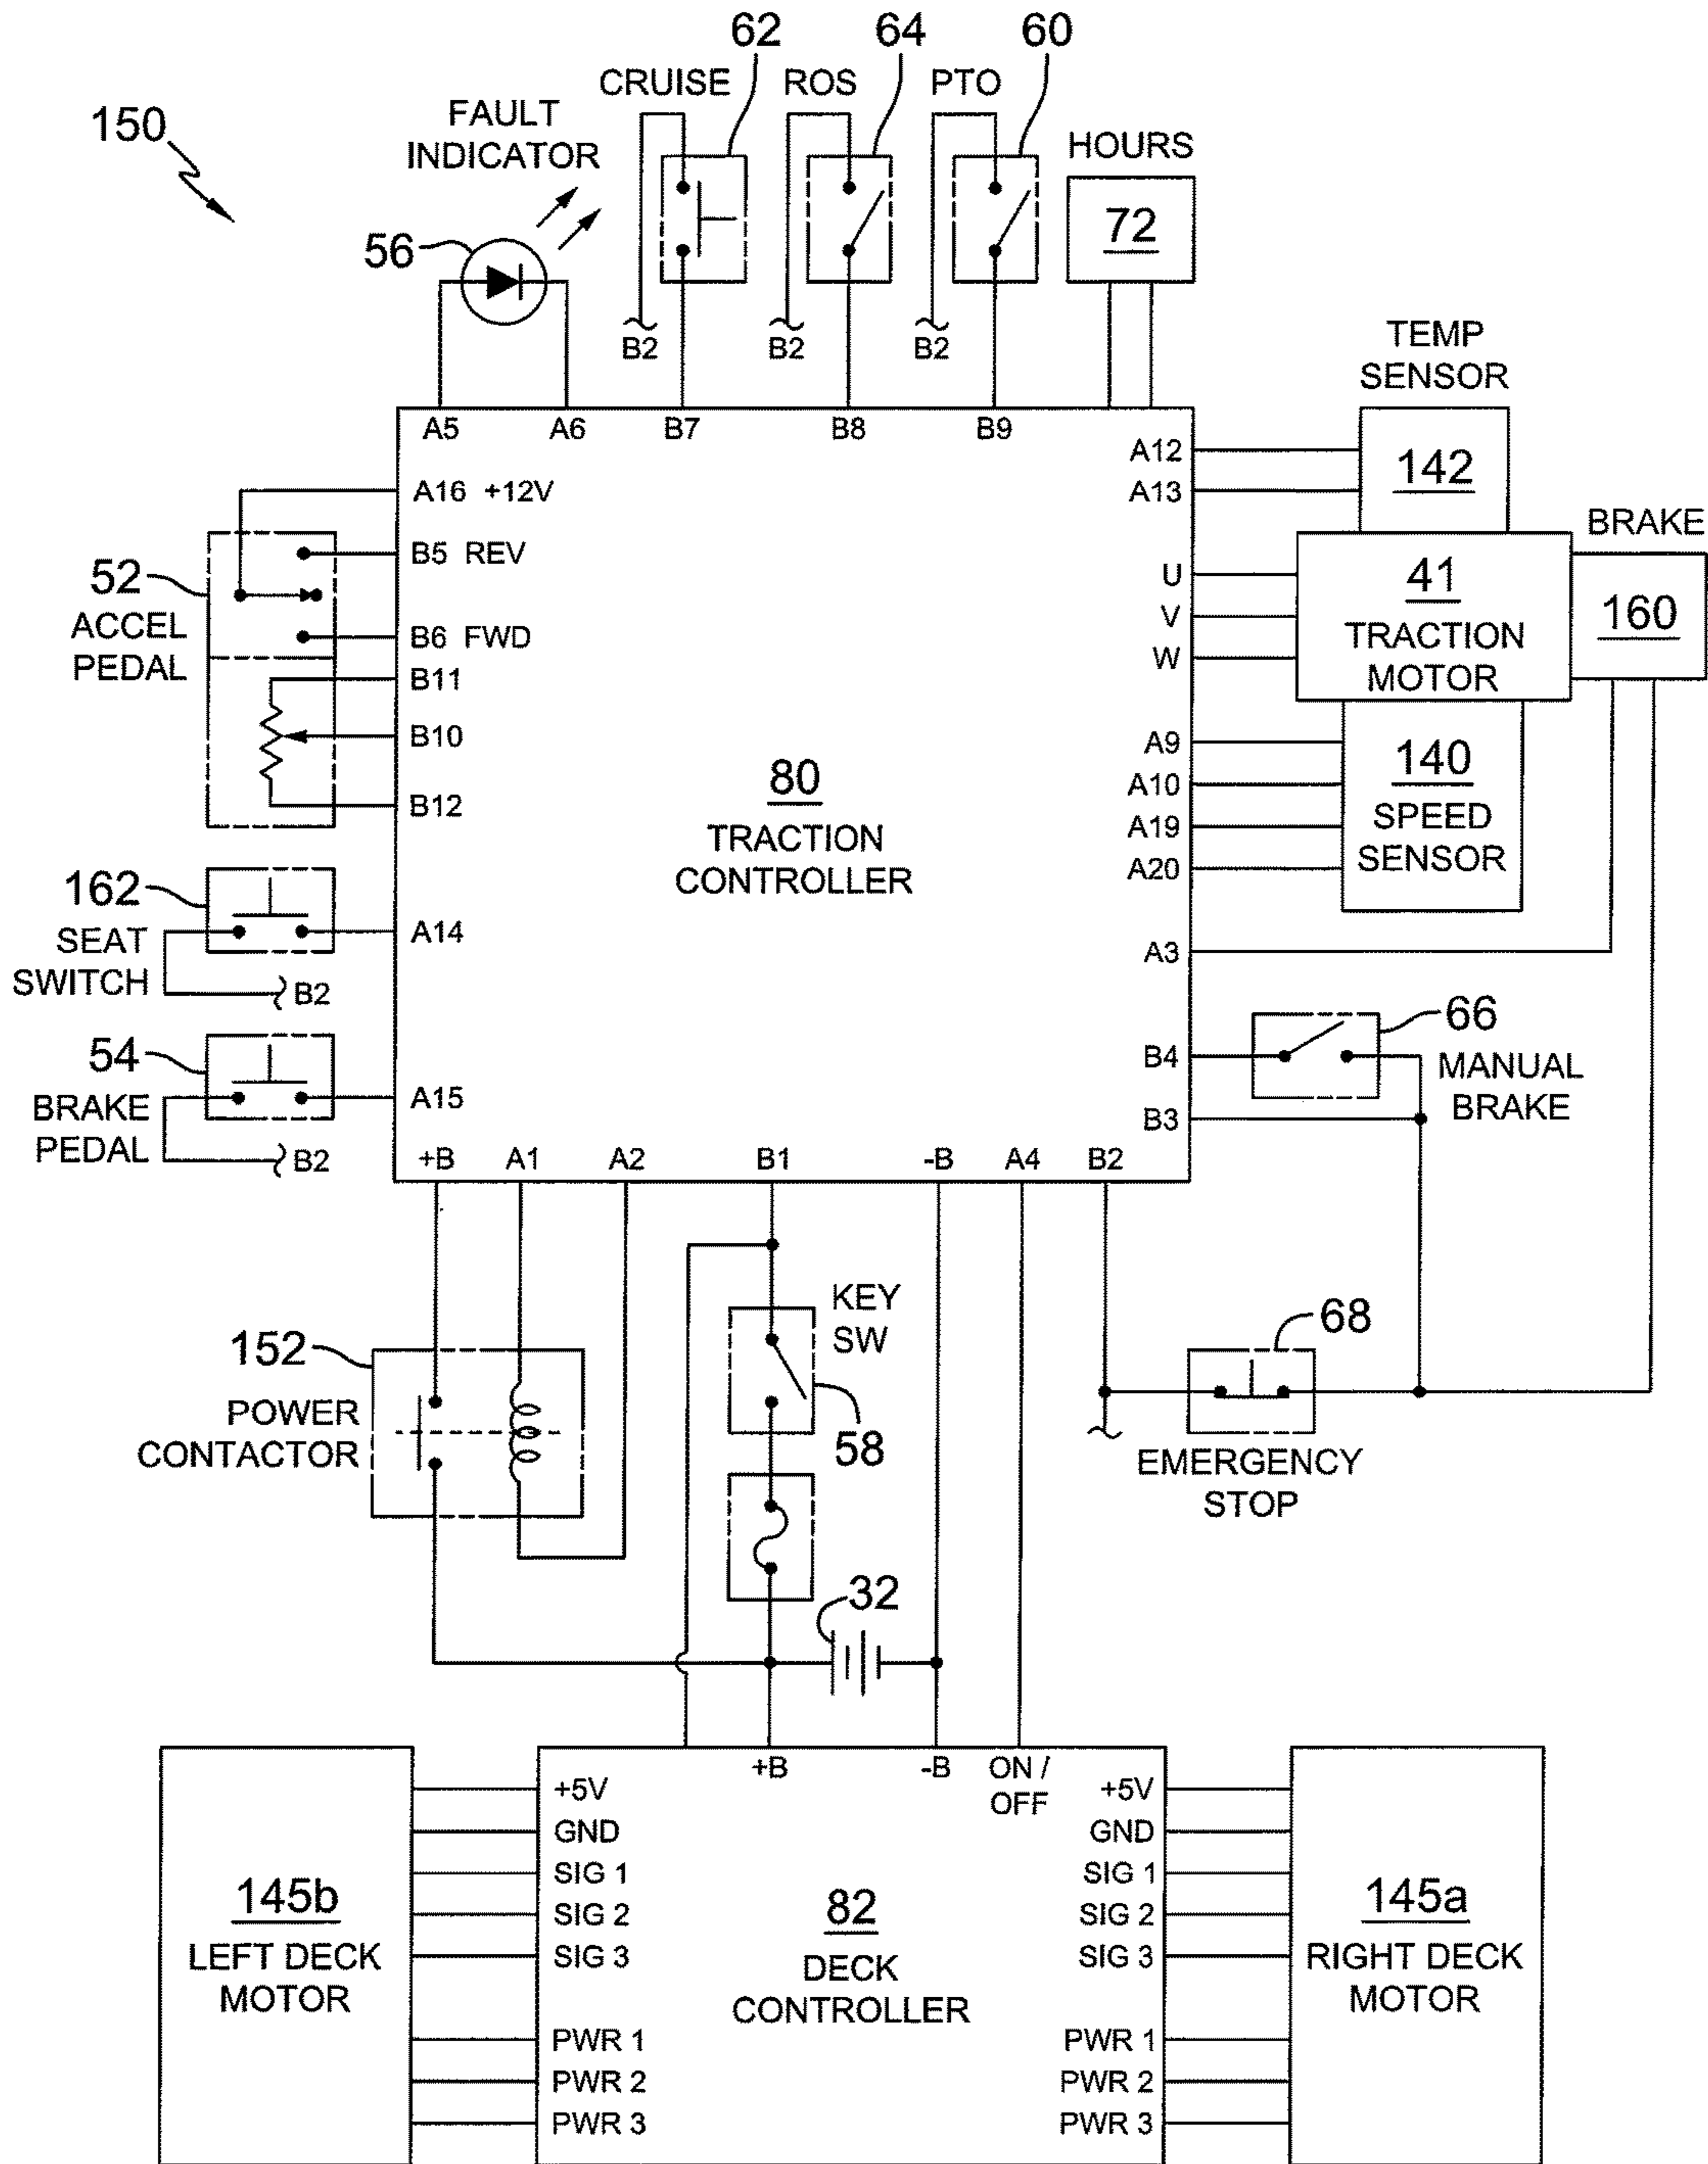 62
64
60
CRUISE
ROS
PTO
150
FAULT
INDICATOR
HOURS
72
56
B2
B2
B2
TEMP
SENSOR
A5
A6
B7
B8
B9
A12
142
A16 +12V
A13
BRAKE
52
B5 REV
U
41
160
ACCEL
PEDAL
B6 FWD
V
TRACTION
MOTOR
B11
W
B10
A9
140
80
A10
B12
TRACTION
CONTROLLER
A19
SPEED
SENSOR
A20
162
SEAT
SWITCH
A14
A3
B2
66
54
B4
MANUAL
BRAKE
BRAKE
PEDAL
A15
B3
B2
+B
A1
A2
B1
-B
A4
B2
KEY
SW
68
152
POWER
CONTACTOR
58
EMERGENCY
STOP
32
+B
-B
ON /
OFF
+5V
+5V
GND
GND
SIG 1
SIG 1
145b
SIG 2
82
SIG 2
145a
LEFT DECK
MOTOR
SIG 3
DECK
CONTROLLER
SIG 3
RIGHT DECK
MOTOR
PWR 1
PWR 1
PWR 2
PWR 2
PWR 3
PWR 3